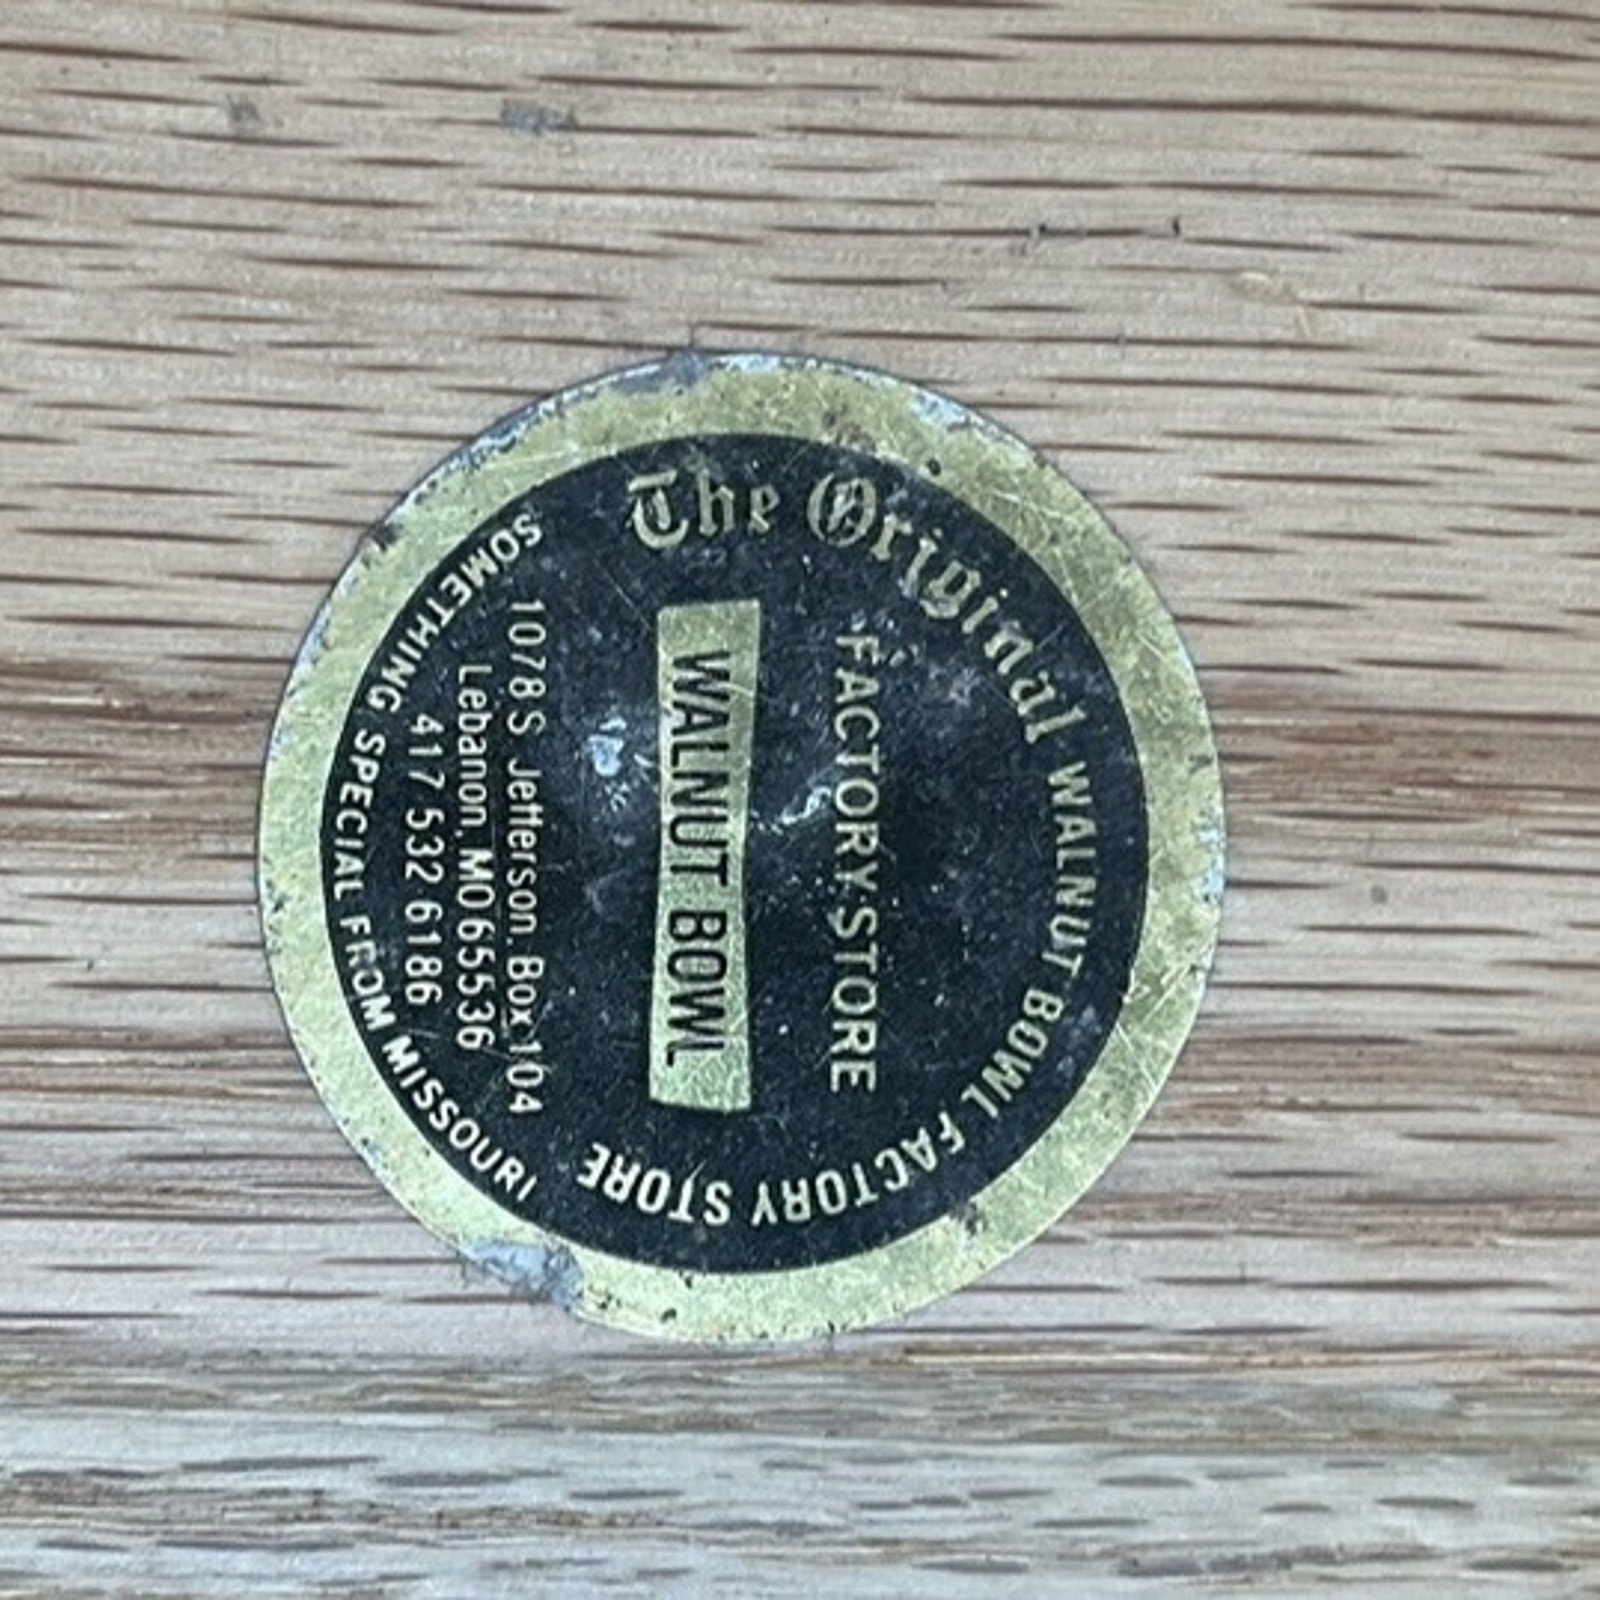 The Original WALNUT BOWL FACTORY STORE
FACTORY STORE
WALNUT BOWL
1078 S Jefferson. Box 104
Lebanon, MO 65536
417 532 6186
SOMETHING SPECIAL FROM MISSOURI